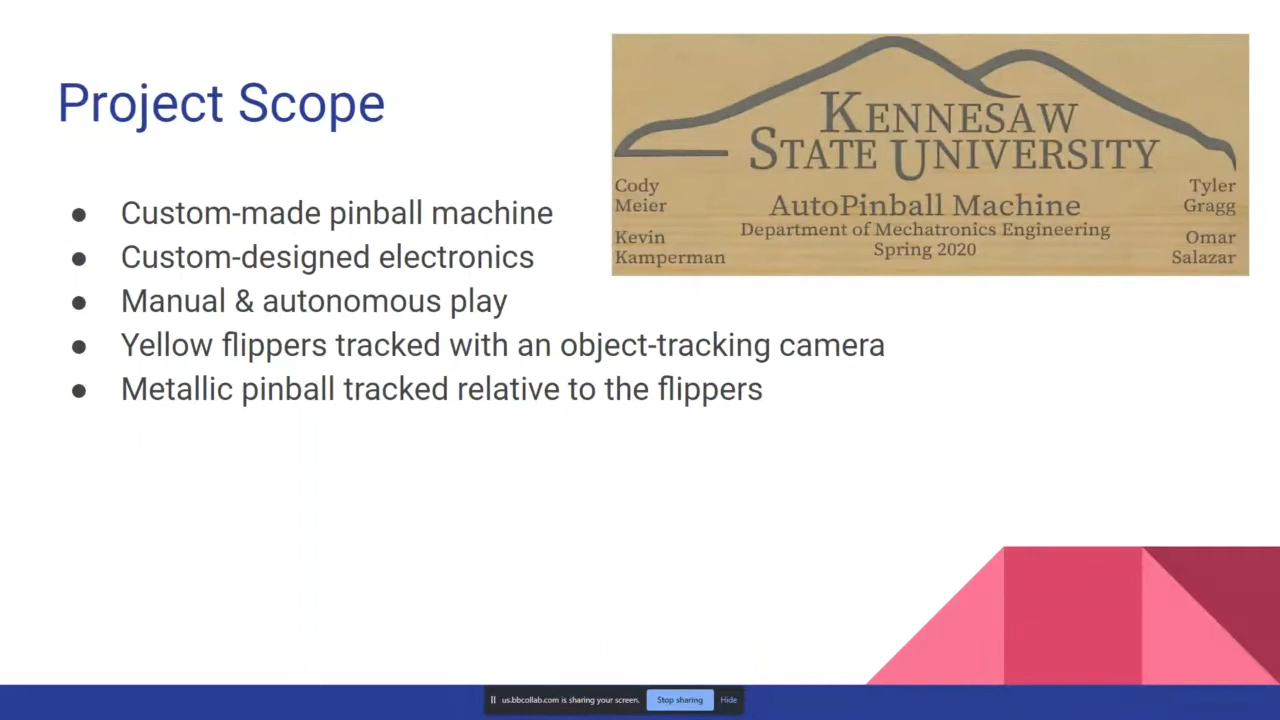 Project Scope
KENNESAW
STATE UNIVERSITY
Cody
Meier
Kevin
Kamperman
AutoPinball Machine
Department of Mechatronics Engineering
Spring 2020
Tyler
Gragg
Omar
Salazar
● Custom-made pinball machine
● Custom-designed electronics
● Manual & autonomous play
● Yellow flippers tracked with an object-tracking camera
● Metallic pinball tracked relative to the flippers
us.bbcollab.com is sharing your screen. Stop sharing Hide